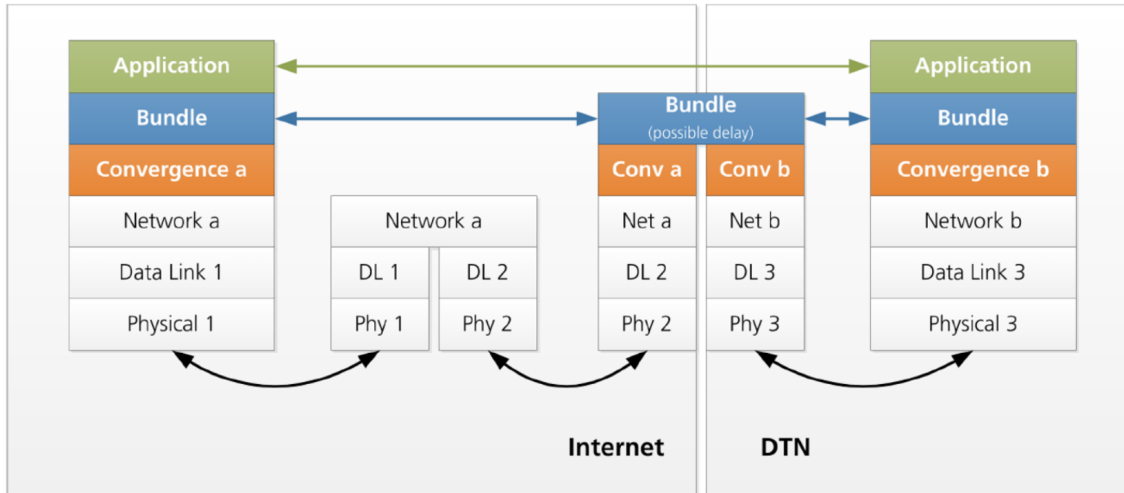 Application
Bundle
Convergence a
Network a
Data Link 1
Physical 1
Network a
DL 1
DL 2
Phy 1
Phy 2
Bundle
(possible delay)
Conv a
Conv b
Net a
Net b
DL 2
DL 3
Phy 2
Phy 3
Application
Bundle
Convergence b
Network b
Data Link 3
Physical 3
Internet
DTN